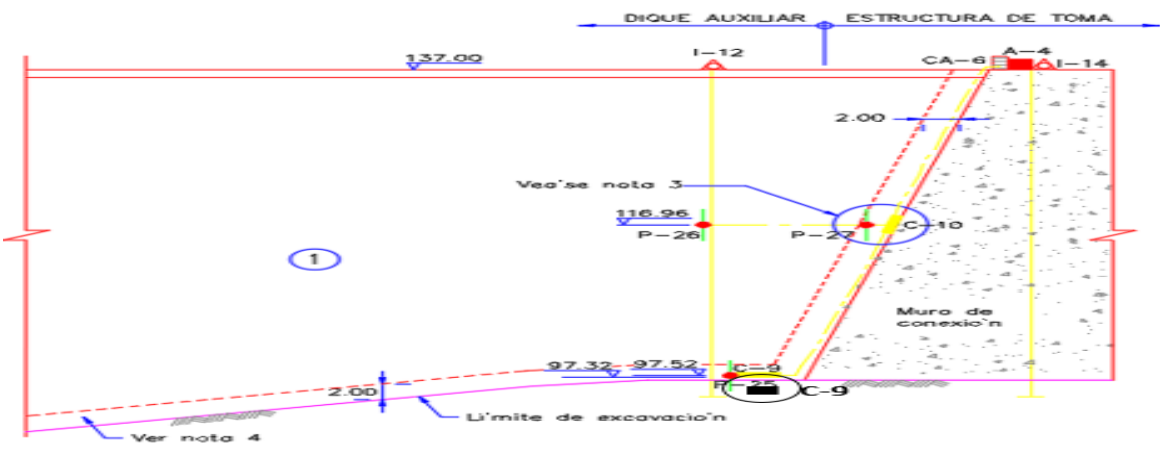 DIQUE AUXILIAR ESTRUCTURA DE TOMA
I-12
A-4
137.00
CA-6
I-14
2.00
Vea'se nota 3
116.96
P-26
P-27
C-10
1
Muro de
conexio'n
97.32
97.52
C-9
P-25
C-9
2.00
Li'mite de excavacio'n
Ver nota 4